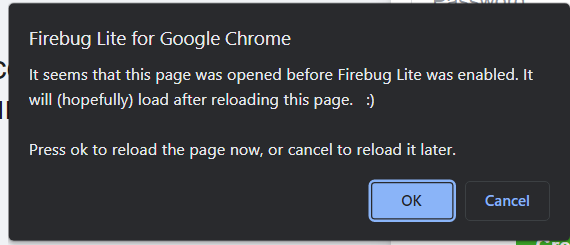 Password
Firebug Lite for Google Chrome
It seems that this page was opened before Firebug Lite was enabled. It
will (hopefully) load after reloading this page.   :)
Press ok to reload the page now, or cancel to reload it later.
OK
Cancel